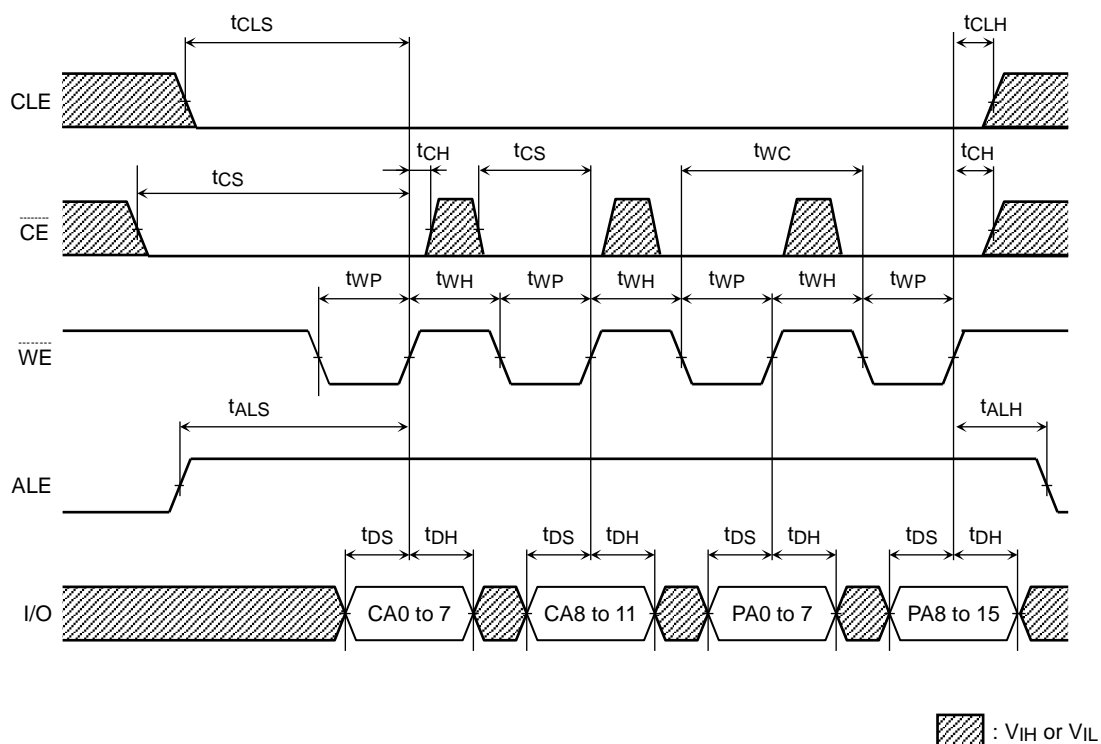 tCLS tCLH
CLE
tCH tCS tWC tCH
tCS
CE
tWP tWH tWP tWH tWP tWH tWP
WE
tALS tALH
ALE
tDS tDH tDS tDH tDS tDH tDS tDH
I/O CA0 to 7 CA8 to 11 PA0 to 7 PA8 to 15
: VIH or VIL